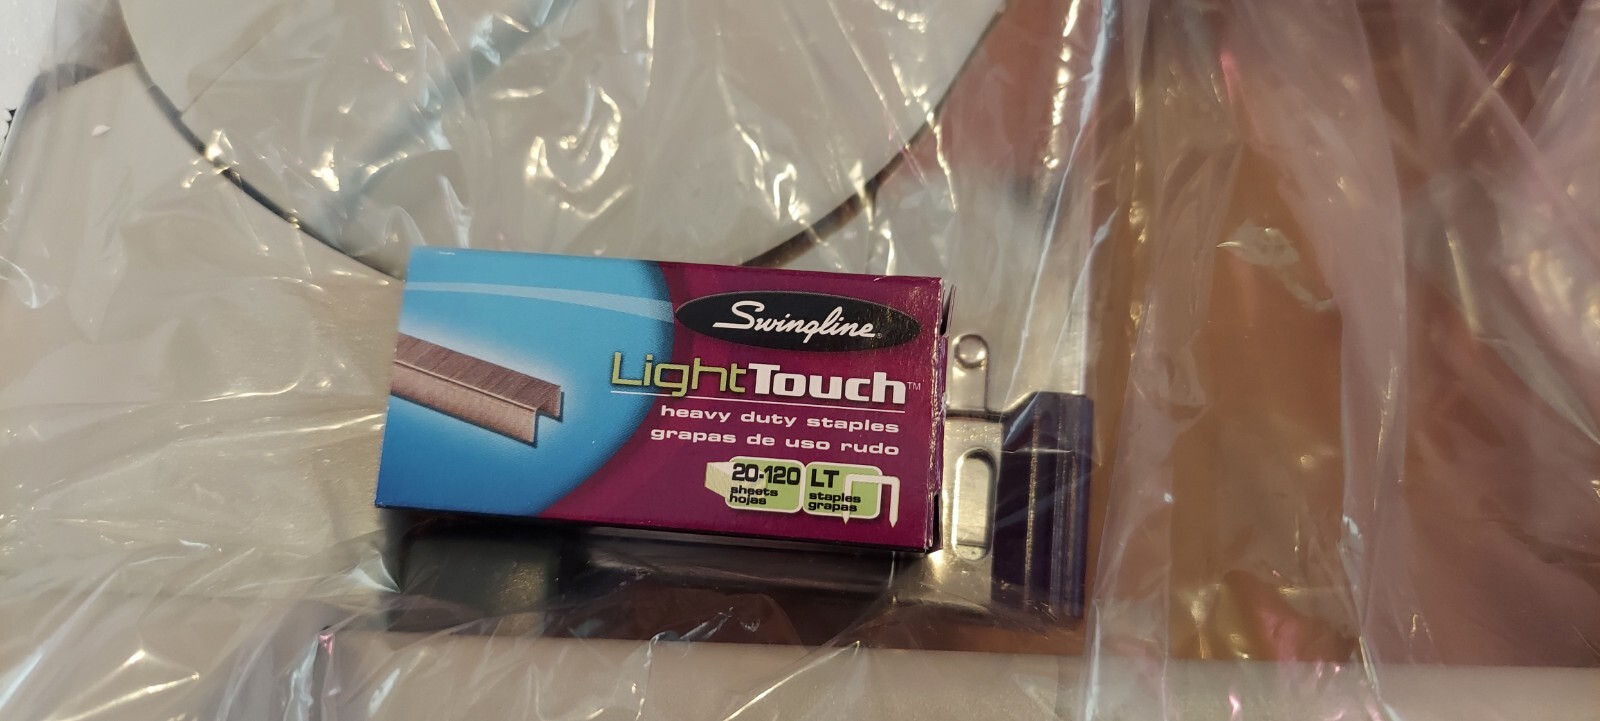 Swingline®
LightTouch™
heavy duty staples
grapas de uso rudo
20-120 LT
sheets staples
hojas grapas